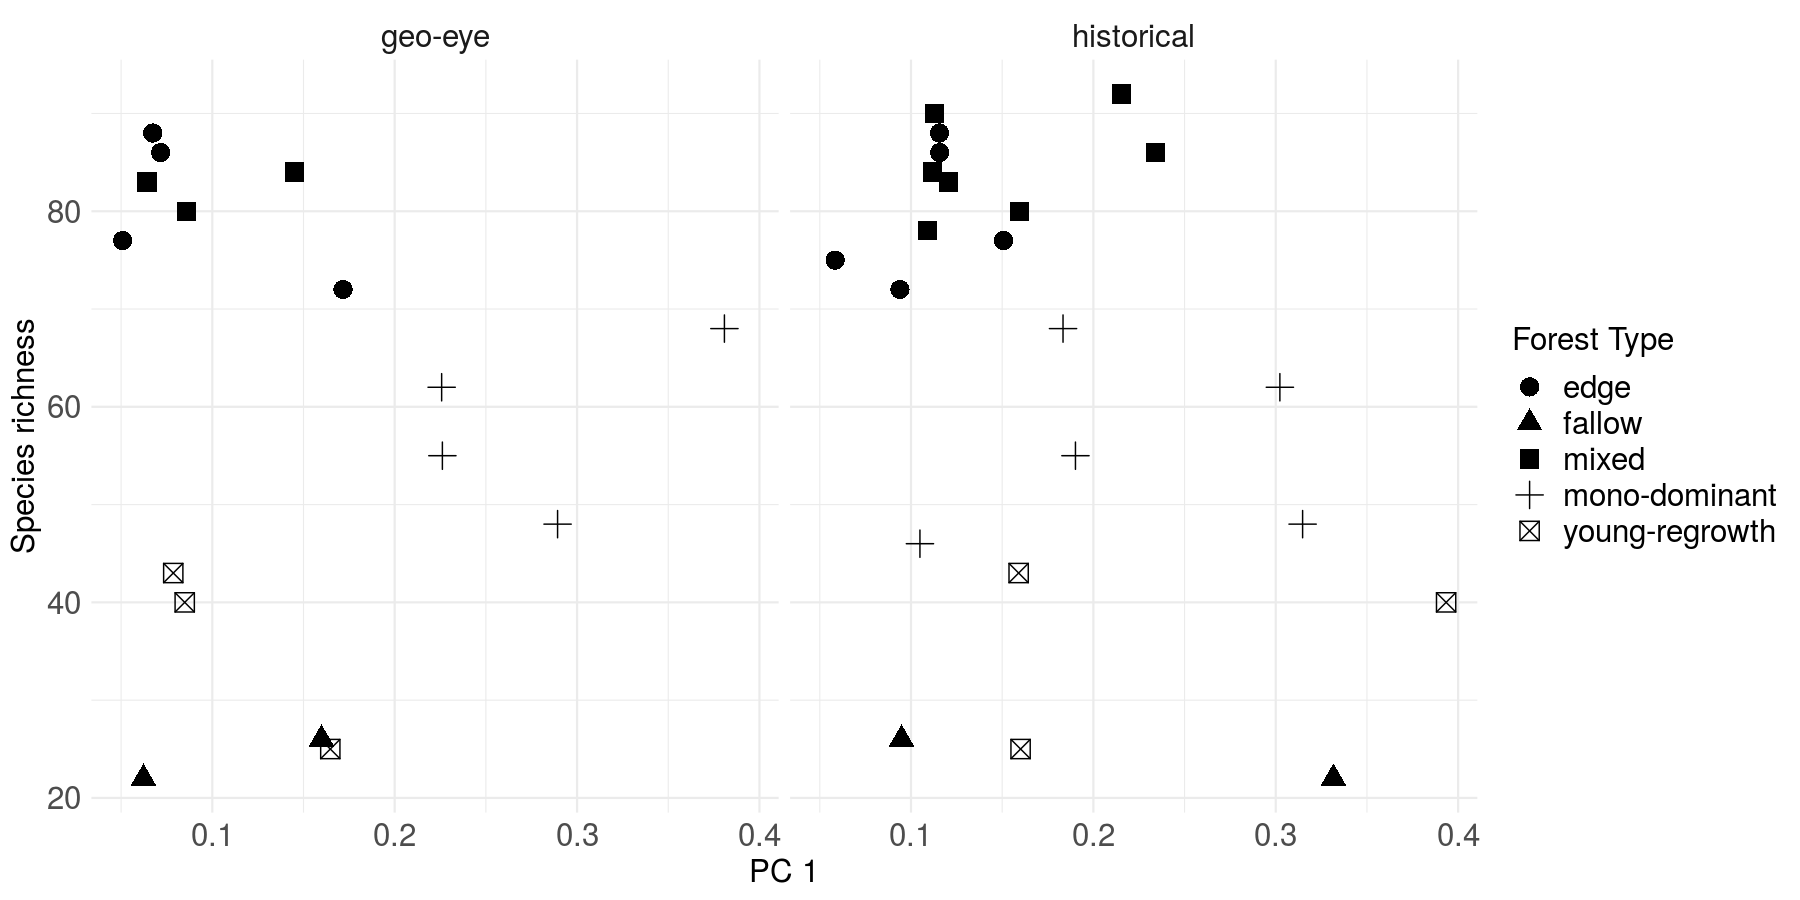 geo-eye
historical
Species richness
80
60
40
20
0.1 0.2 0.3 0.4
0.1 0.2 0.3 0.4
PC 1
Forest Type
edge
fallow
mixed
mono-dominant
young-regrowth